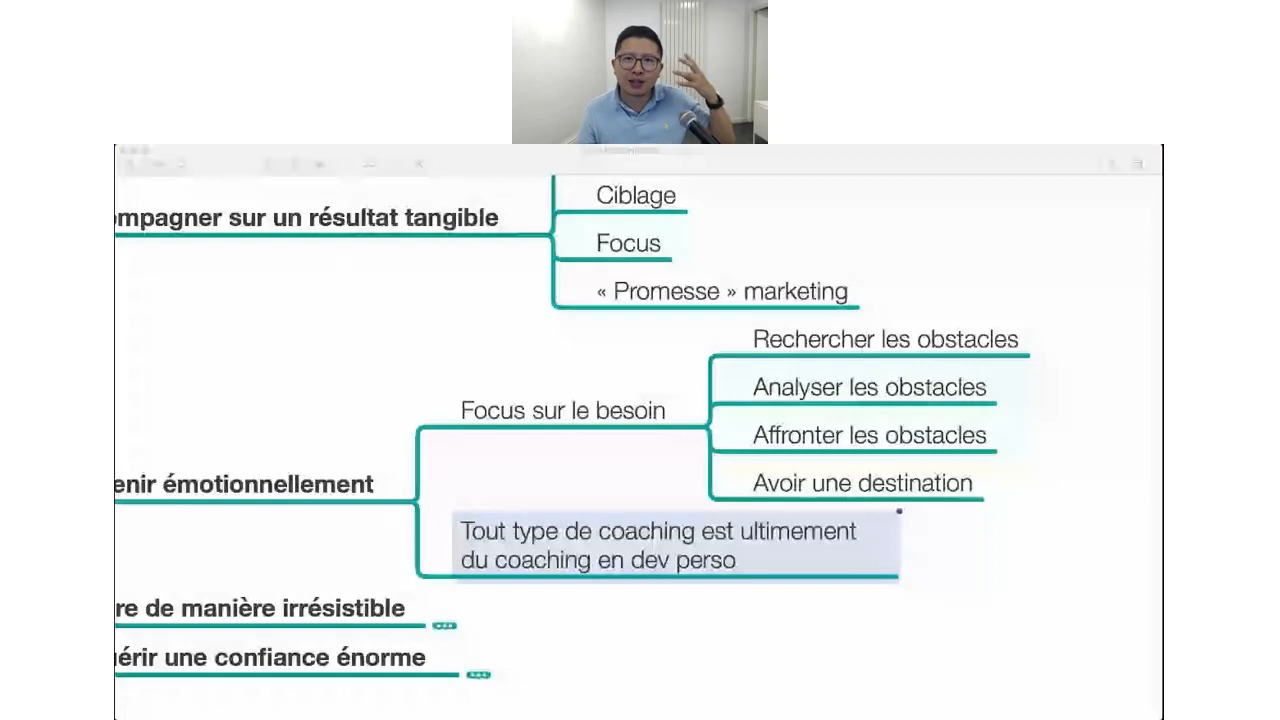 Ciblage
ompagner sur un résultat tangible
Focus
« Promesse » marketing
Rechercher les obstacles
Analyser les obstacles
Focus sur le besoin
Affronter les obstacles
enir émotionnellement
Avoir une destination
Tout type de coaching est ultimement
du coaching en dev perso
re de manière irrésistible
érir une confiance énorme